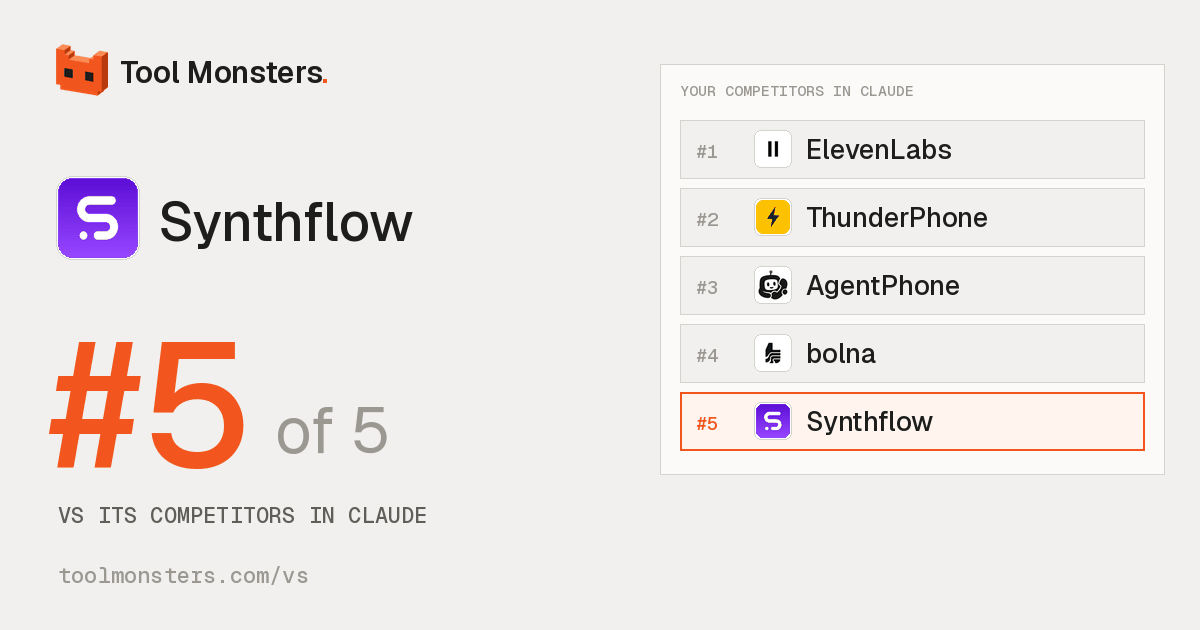 Tool Monsters.
Synthflow
#5 of 5
VS ITS COMPETITORS IN CLAUDE
toolmonsters.com/vs
YOUR COMPETITORS IN CLAUDE
#1 ElevenLabs
#2 ThunderPhone
#3 AgentPhone
#4 bolna
#5 Synthflow